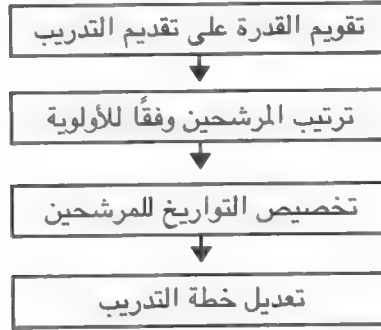 تقويم القدرة على تقديم التدريب
ترتيب المرشحين وفقًا للأولوية
تخصيص التواريخ للمرشحين
تعديل خطة التدريب